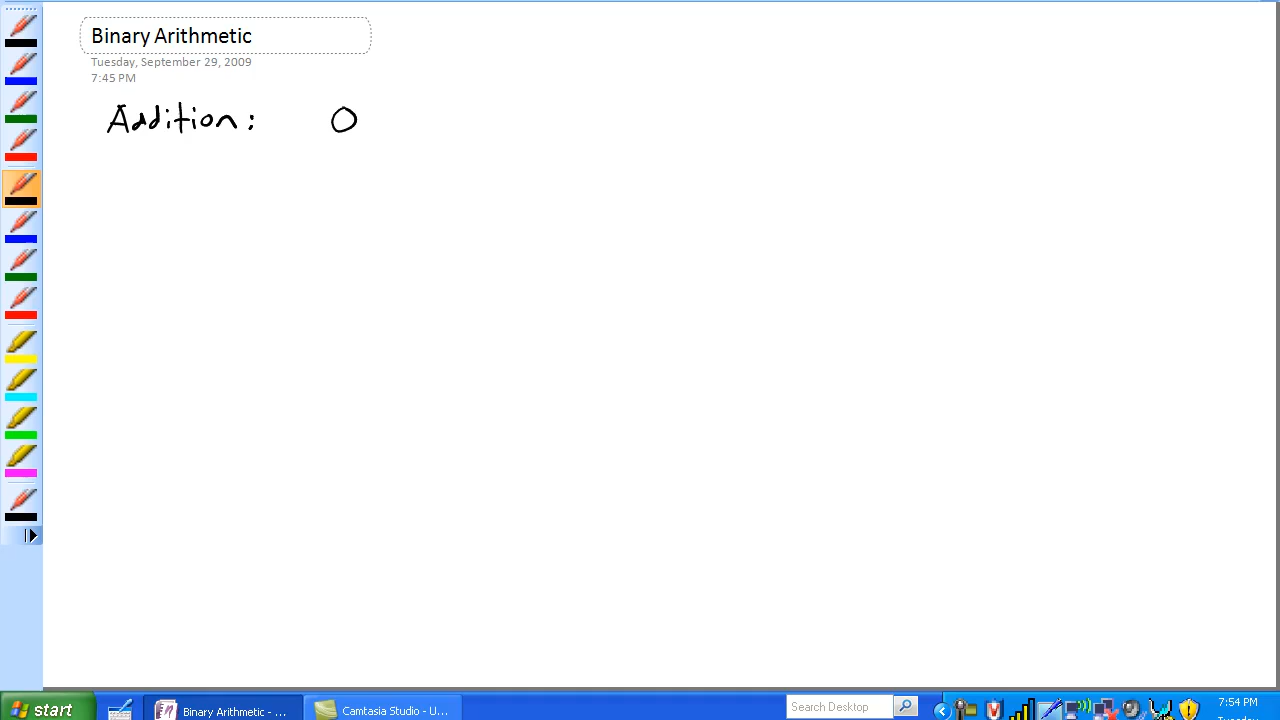 Binary Arithmetic
Tuesday, September 29, 2009
7:45 PM
Addition: 0
start
Binary Arithmetic - ...
Camtasia Studio - U...
Search Desktop
7:54 PM
Tuesday